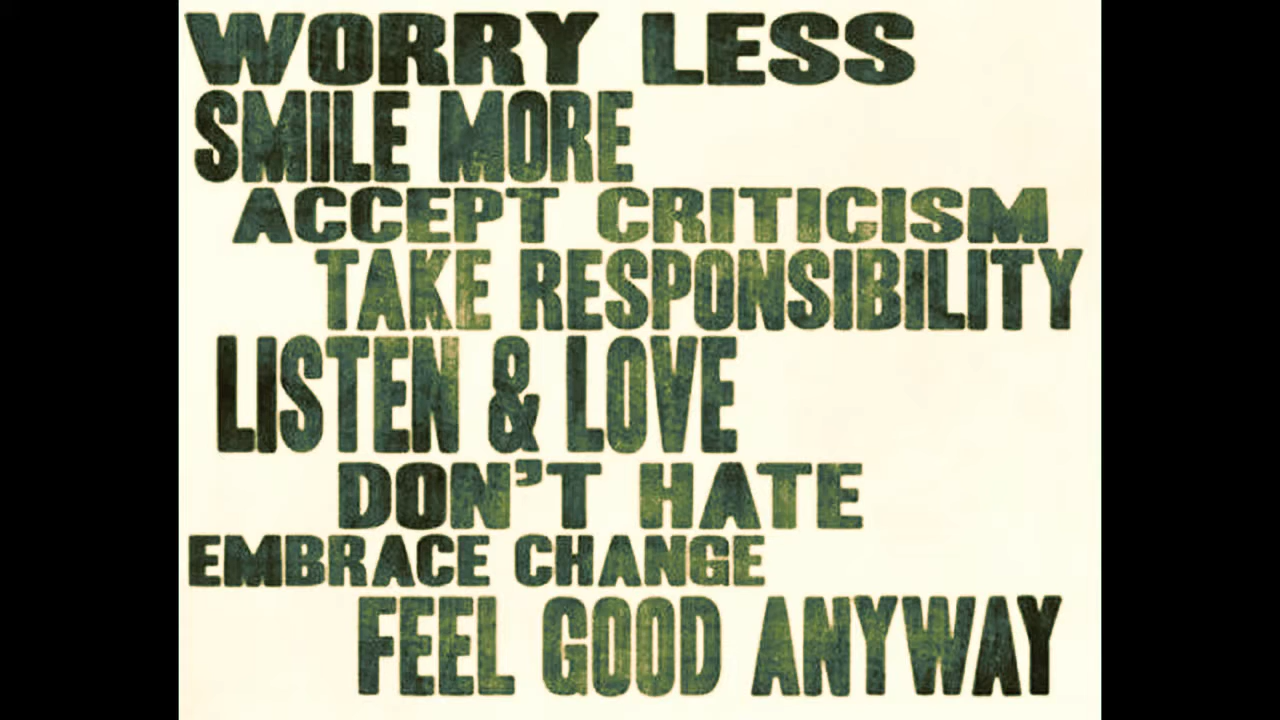 WORRY LESS
SMILE MORE
ACCEPT CRITICISM
TAKE RESPONSIBILITY
LISTEN & LOVE
DON'T HATE
EMBRACE CHANGE
FEEL GOOD ANYWAY